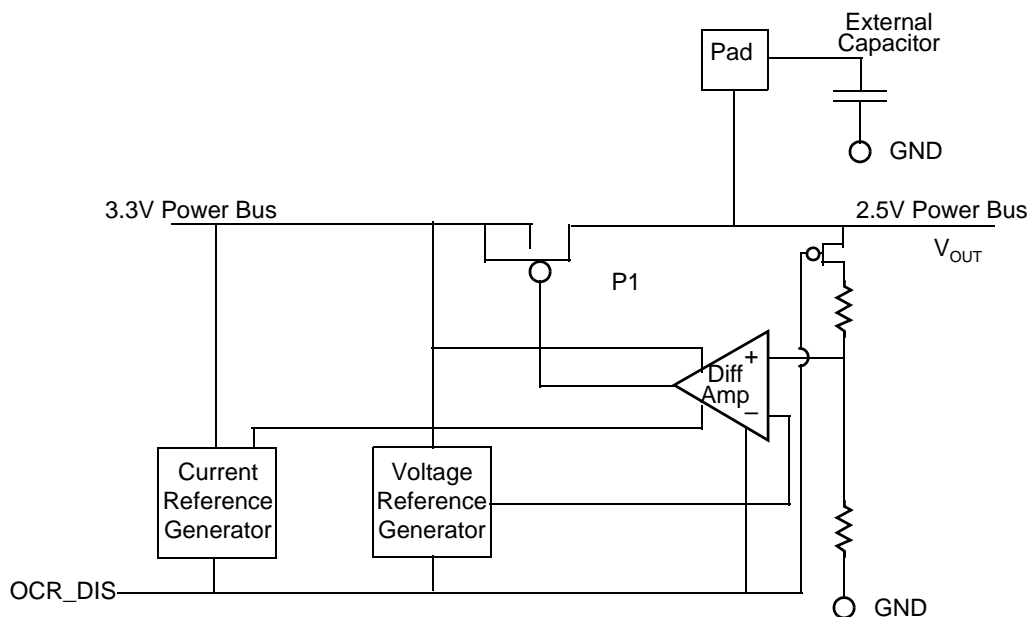 External
Capacitor
Pad
GND
3.3V Power Bus
2.5V Power Bus
VOUT
P1
+
Diff
Amp
–
Current
Reference
Generator
Voltage
Reference
Generator
OCR_DIS
GND